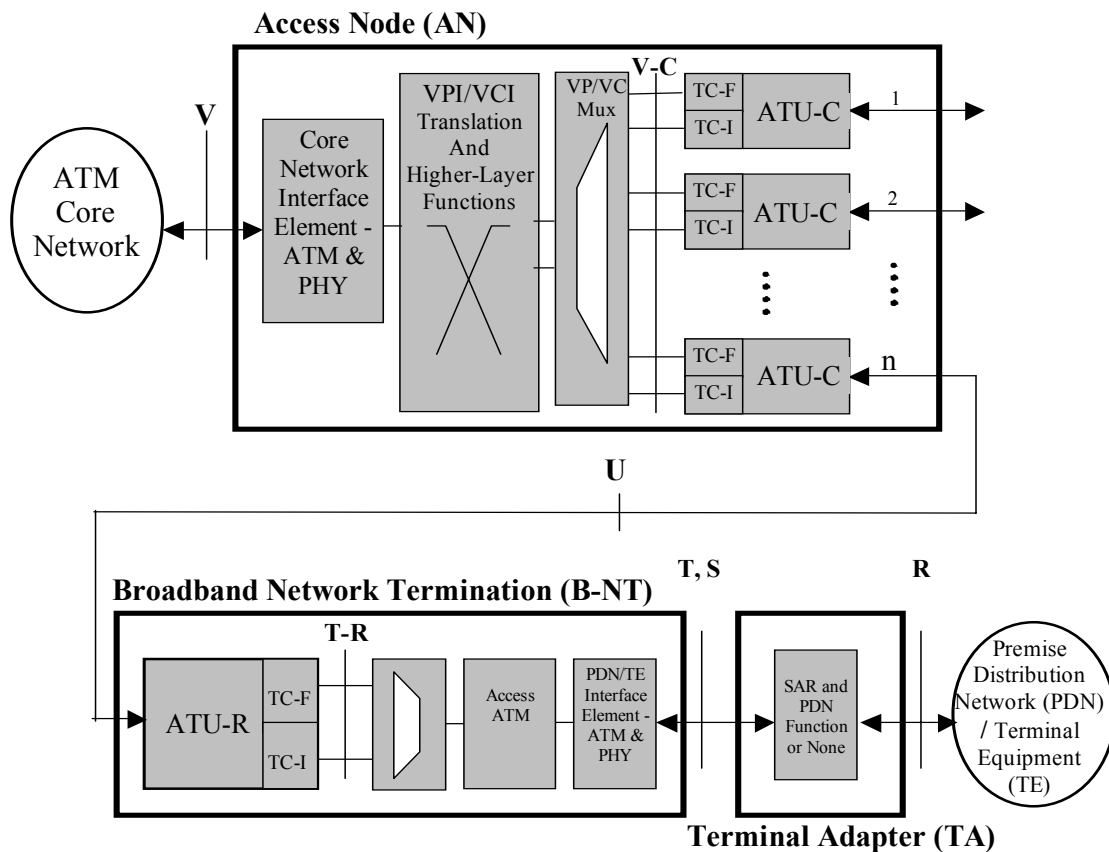 Access Node (AN)
V
ATM
Core
Network
Core
Network
Interface
Element -
ATM &
PHY
VPI/VCI
Translation
And
Higher-Layer
Functions
VP/VC
Mux
V-C
TC-F
TC-I
ATU-C
1
TC-F
TC-I
ATU-C
2
TC-F
TC-I
ATU-C
n
U
Broadband Network Termination (B-NT)
T-R
ATU-R
TC-F
TC-I
Access
ATM
PDN/TE
Interface
Element -
ATM &
PHY
T, S
SAR and
PDN
Function
or None
Terminal Adapter (TA)
R
Premise
Distribution
Network (PDN)
/ Terminal
Equipment
(TE)